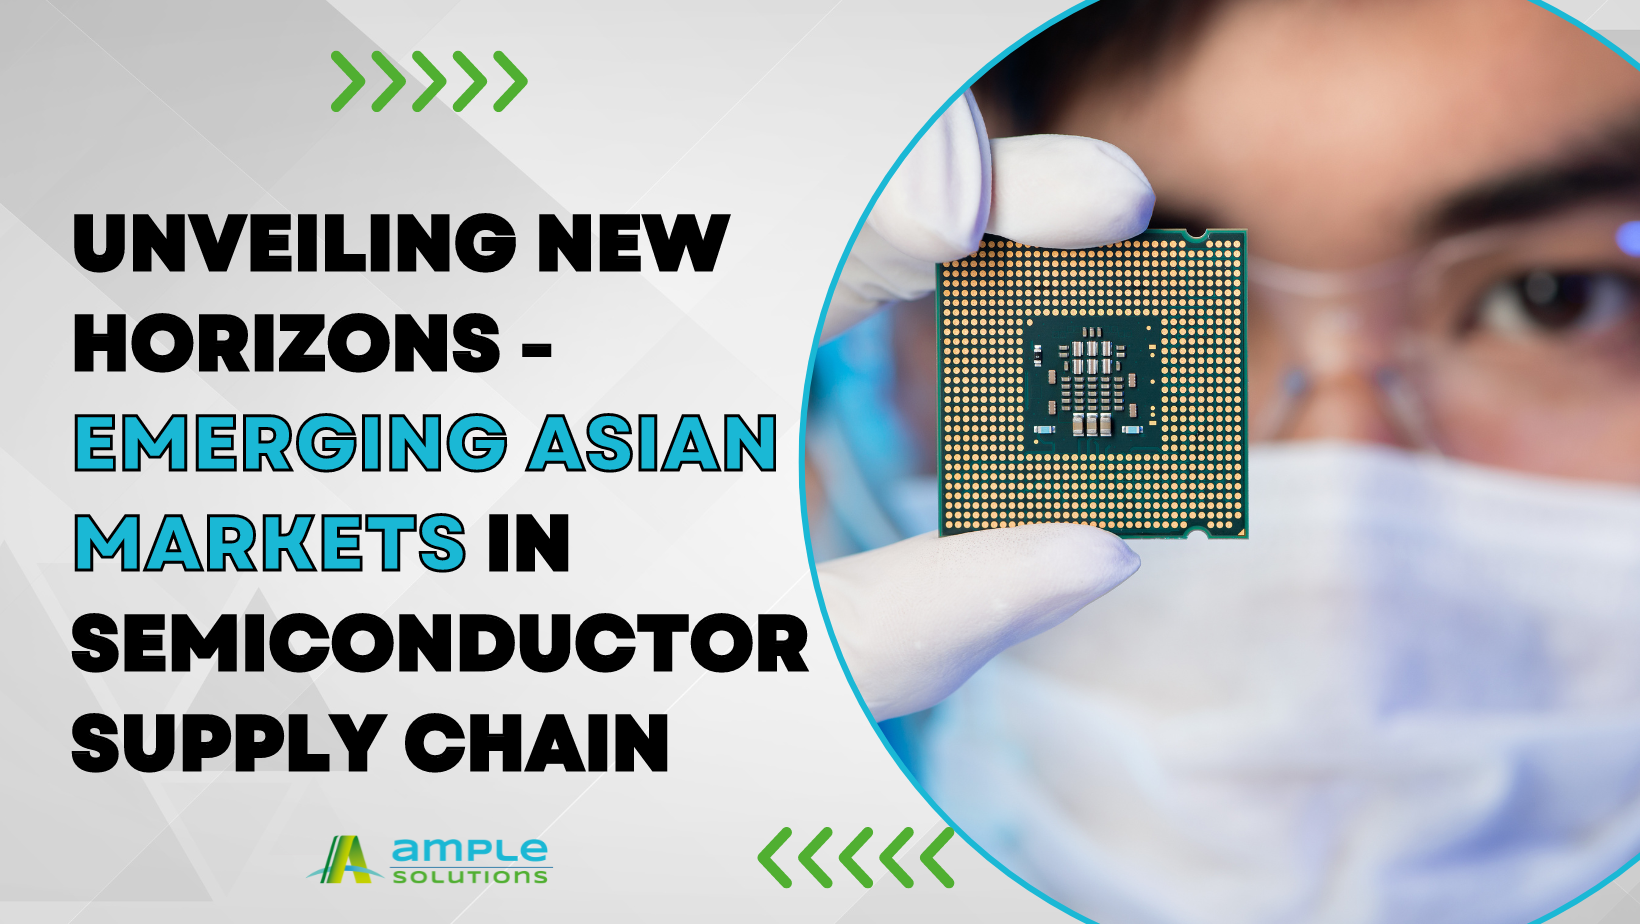 UNVEILING NEW
HORIZONS -
EMERGING ASIAN
MARKETS IN
SEMICONDUCTOR
SUPPLY CHAIN
AMPLE
SOLUTIONS